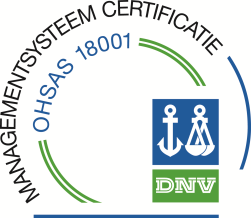 MANAGEMENTSYSTEEM CERTIFICATIE
OHSAS 18001
DNV